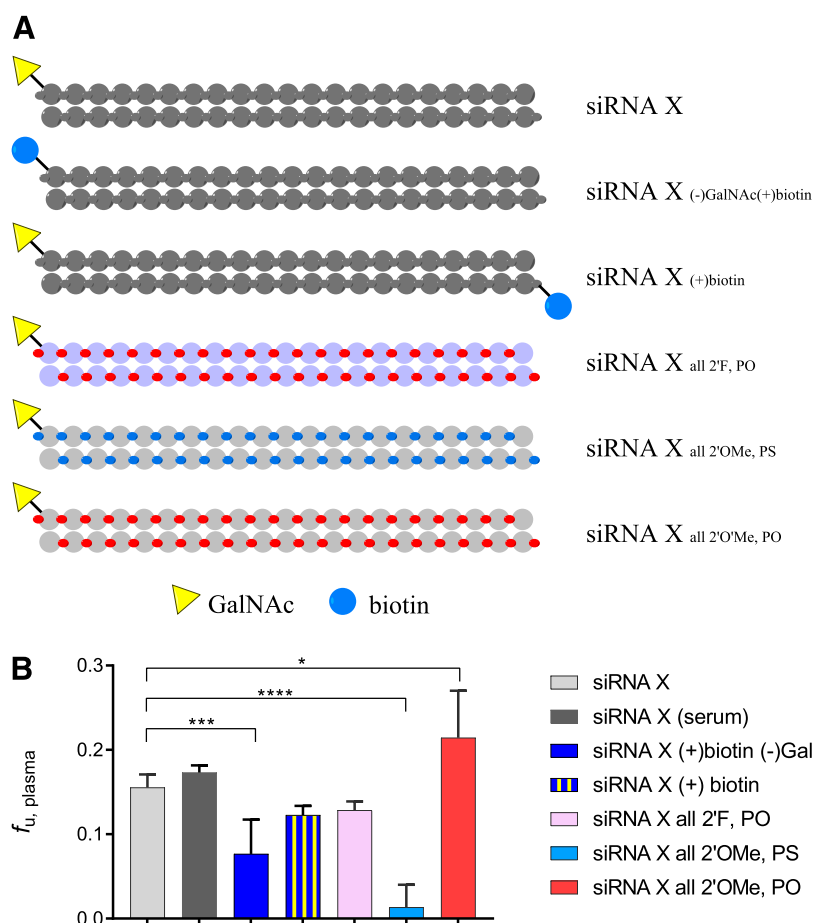 A
siRNA X
siRNA X (-)GalNAc(+)biotin
siRNA X (+)biotin
siRNA X all 2'F, PO
siRNA X all 2'OMe, PS
siRNA X all 2'O'Me, PO
GalNAc
biotin
B
0.3
0.2
0.1
0.0
fu, plasma
*
****
***
siRNA X
siRNA X (serum)
siRNA X (+)biotin (-)Gal
siRNA X (+) biotin
siRNA X all 2'F, PO
siRNA X all 2'OMe, PS
siRNA X all 2'OMe, PO